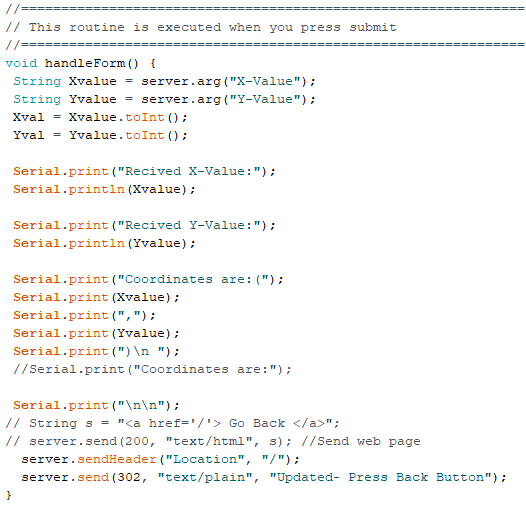 //===============================================================
// This routine is executed when you press submit
//===============================================================
void handleForm() {
 String Xvalue = server.arg("X-Value");
 String Yvalue = server.arg("Y-Value");
 Xval = Xvalue.toInt();
 Yval = Yvalue.toInt();

 Serial.print("Recived X-Value:");
 Serial.println(Xvalue);

 Serial.print("Recived Y-Value:");
 Serial.println(Yvalue);

 Serial.print("Coordinates are:(");
 Serial.print(Xvalue);
 Serial.print(",");
 Serial.print(Yvalue);
 Serial.print(")\n ");
 //Serial.print("Coordinates are:");

 Serial.print("\n\n");
// String s = "<a href='/'> Go Back </a>";
// server.send(200, "text/html", s); //Send web page
  server.sendHeader("Location", "/");
  server.send(302, "text/plain", "Updated- Press Back Button");
}